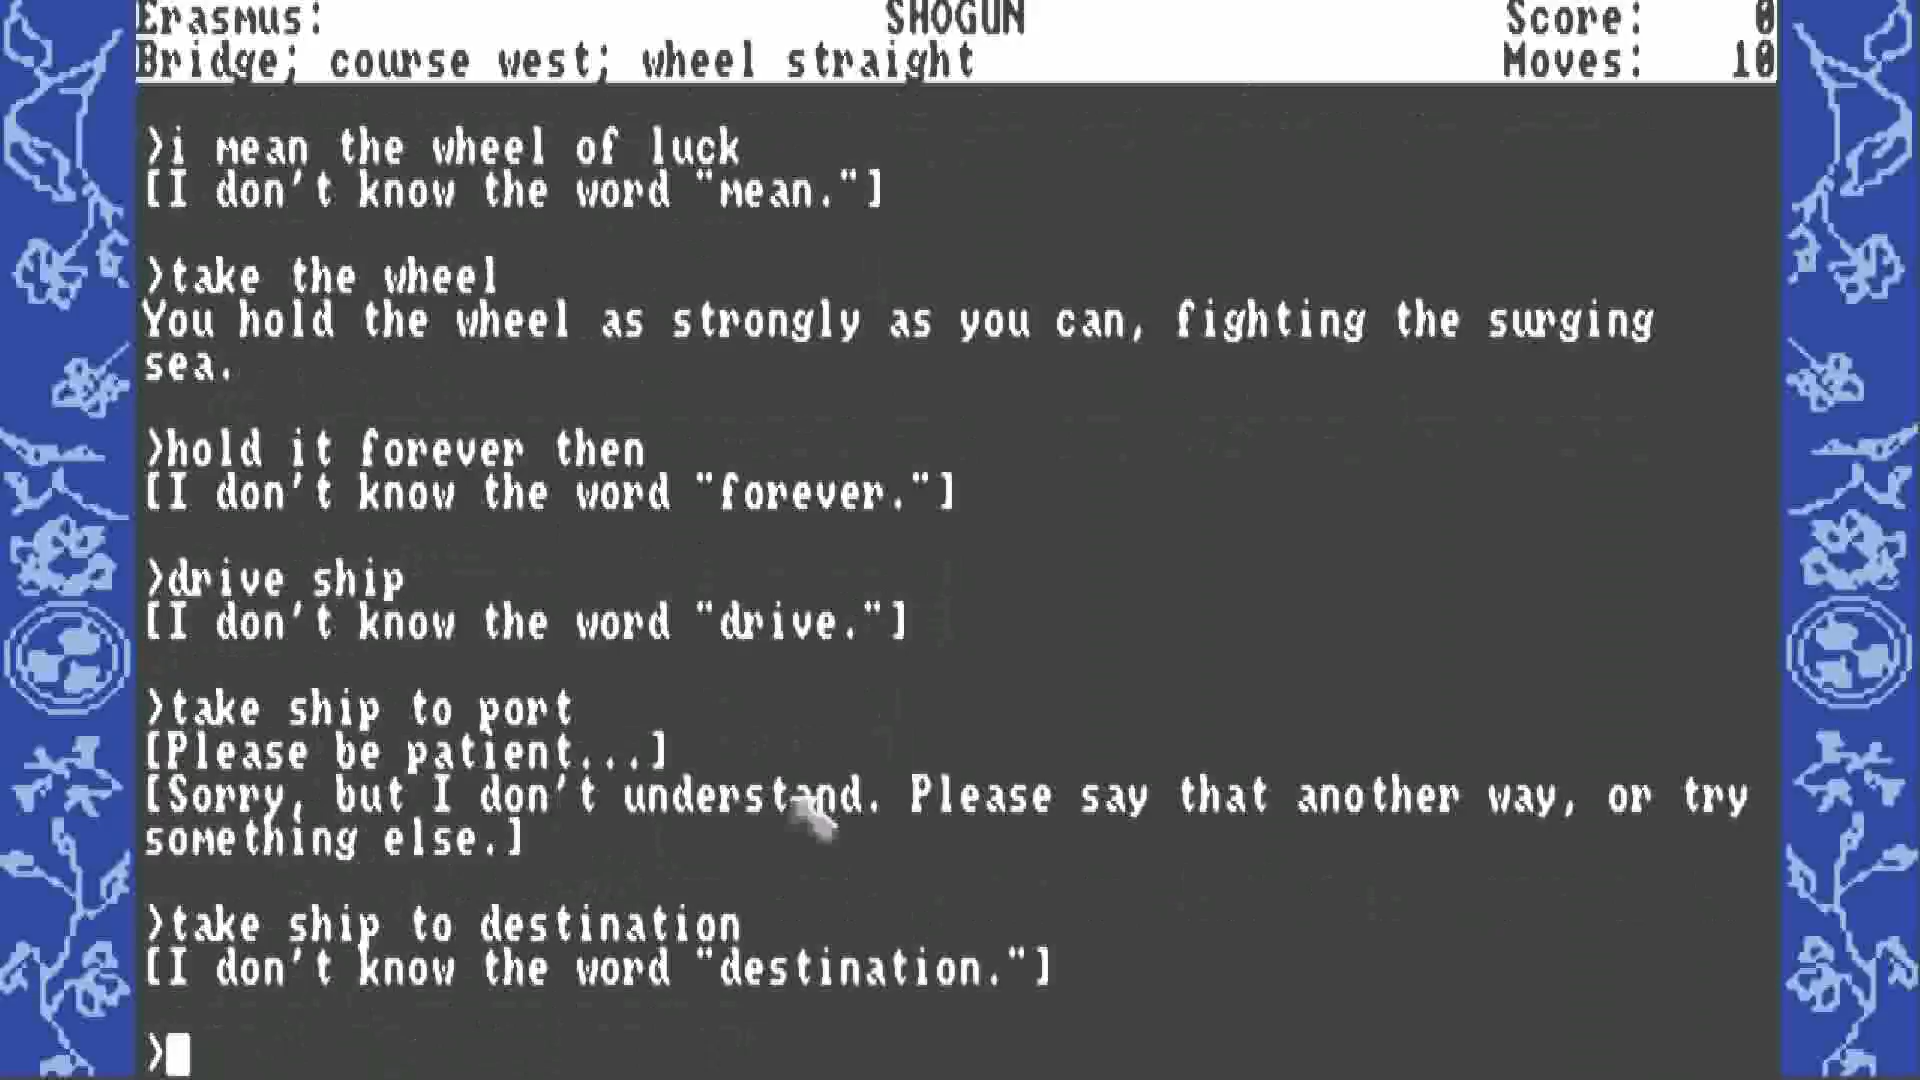 Erasmus: SHOGUN Score: 0
Bridge; course west; wheel straight Moves: 10
>i mean the wheel of luck
[I don't know the word "mean."]
>take the wheel
You hold the wheel as strongly as you can, fighting the surging
sea.
>hold it forever then
[I don't know the word "forever."]
>drive ship
[I don't know the word "drive."]
>take ship to port
[Please be patient...]
[Sorry, but I don't understand. Please say that another way, or try
something else.]
>take ship to destination
[I don't know the word "destination."]
>